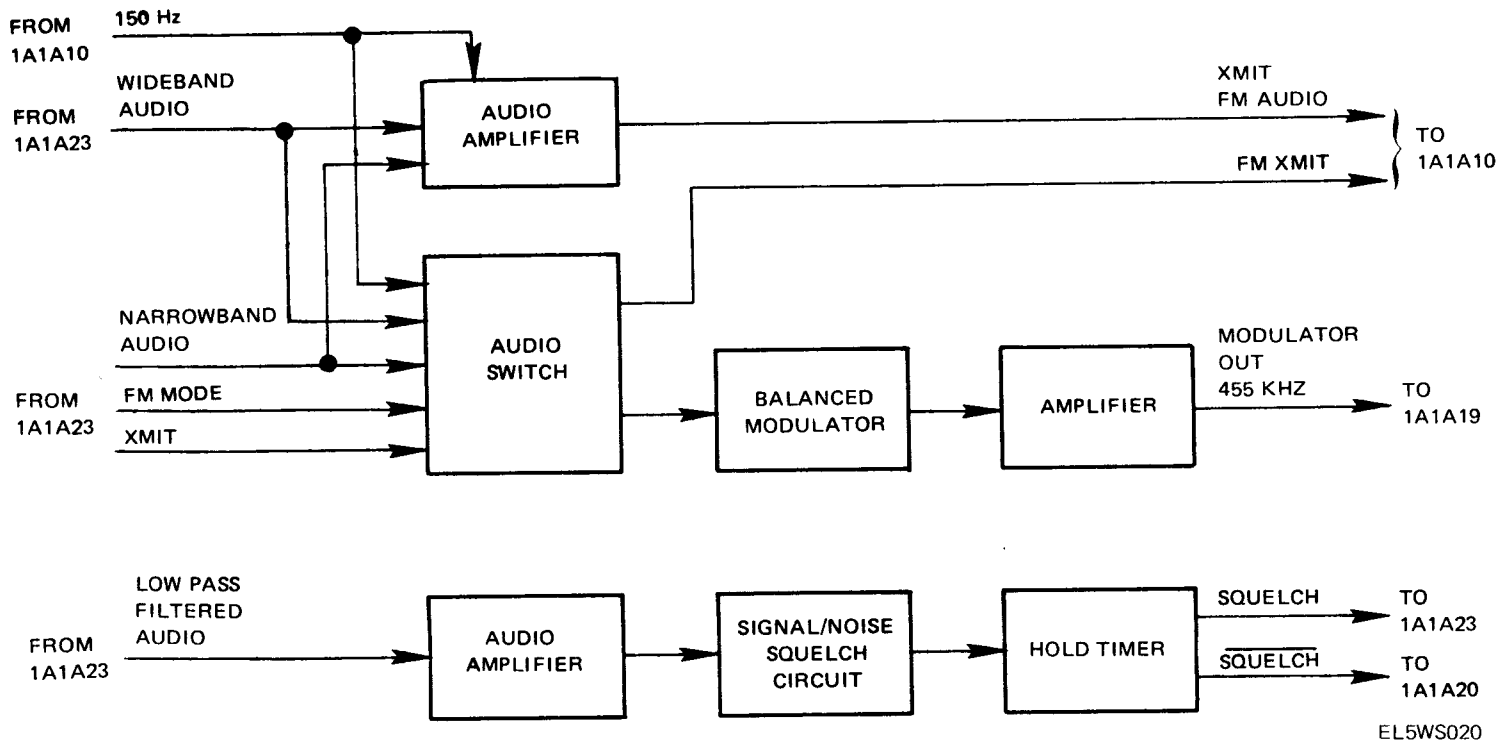 FROM
1A1A10
150 Hz
FROM
1A1A23
WIDEBAND
AUDIO
AUDIO
AMPLIFIER
XMIT
FM AUDIO
FM XMIT
TO
1A1A10
NARROWBAND
AUDIO
FROM
1A1A23
FM MODE
XMIT
AUDIO
SWITCH
BALANCED
MODULATOR
AMPLIFIER
MODULATOR
OUT
455 KHZ
TO
1A1A19
FROM
1A1A23
LOW PASS
FILTERED
AUDIO
AUDIO
AMPLIFIER
SIGNAL/NOISE
SQUELCH
CIRCUIT
HOLD TIMER
SQUELCH
TO
1A1A23
SQUELCH
TO
1A1A20
EL5WS020